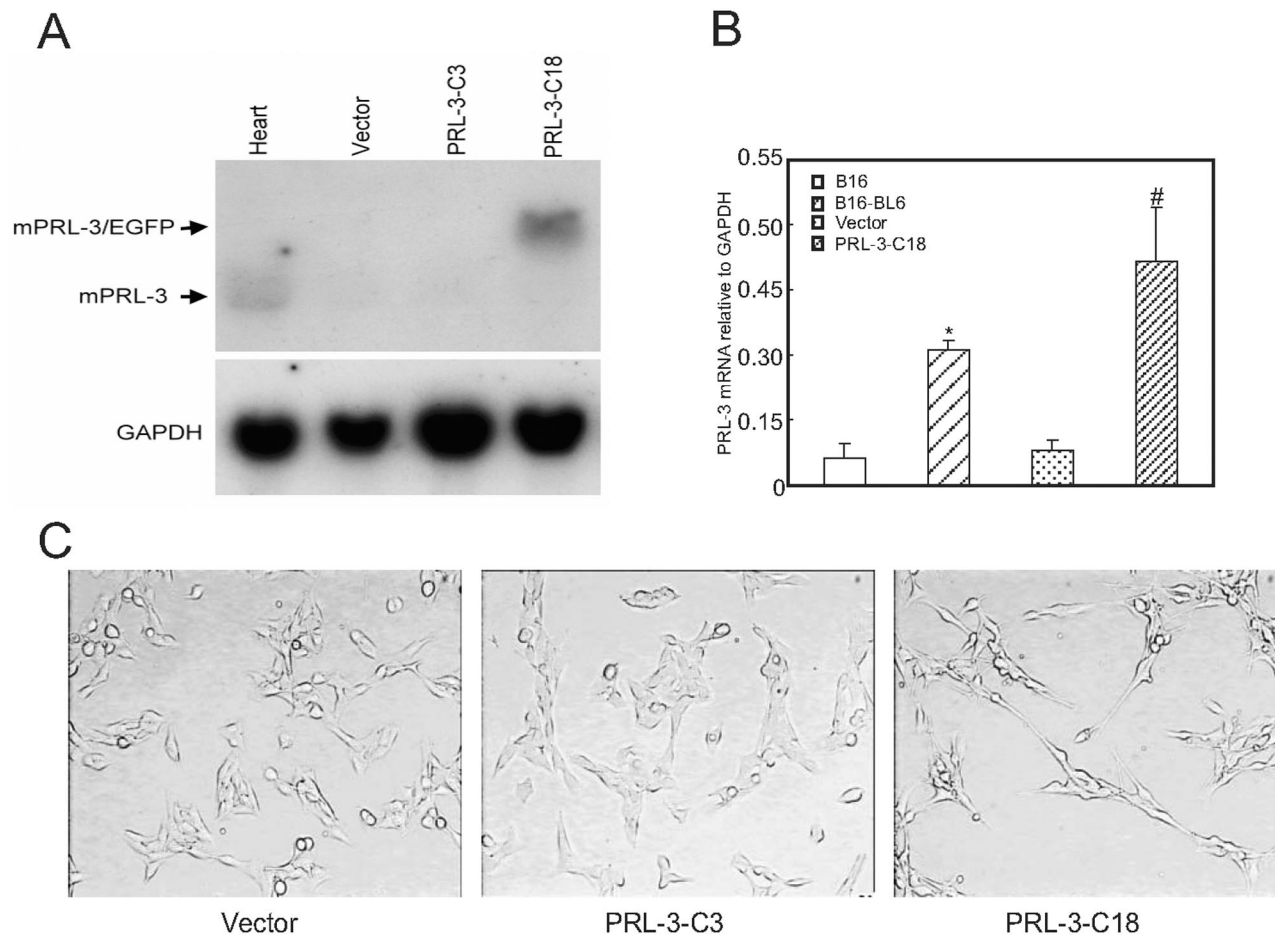 A
Heart
Vector
PRL-3-C3
PRL-3-C18
mPRL-3/EGFP
mPRL-3
GAPDH
B
PRL-3 mRNA relative to GAPDH
0.55
0.50
0.45
0.30
0.15
0
B16
B16-BL6
Vector
PRL-3-C18
*
#
C
Vector
PRL-3-C3
PRL-3-C18